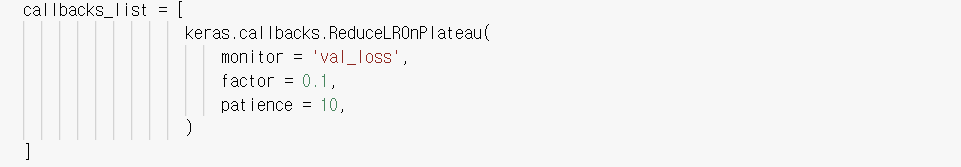 callbacks_list = [
keras.callbacks.ReduceLROnPlateau(
monitor = 'val_loss',
factor = 0.1,
patience = 10,
)
]